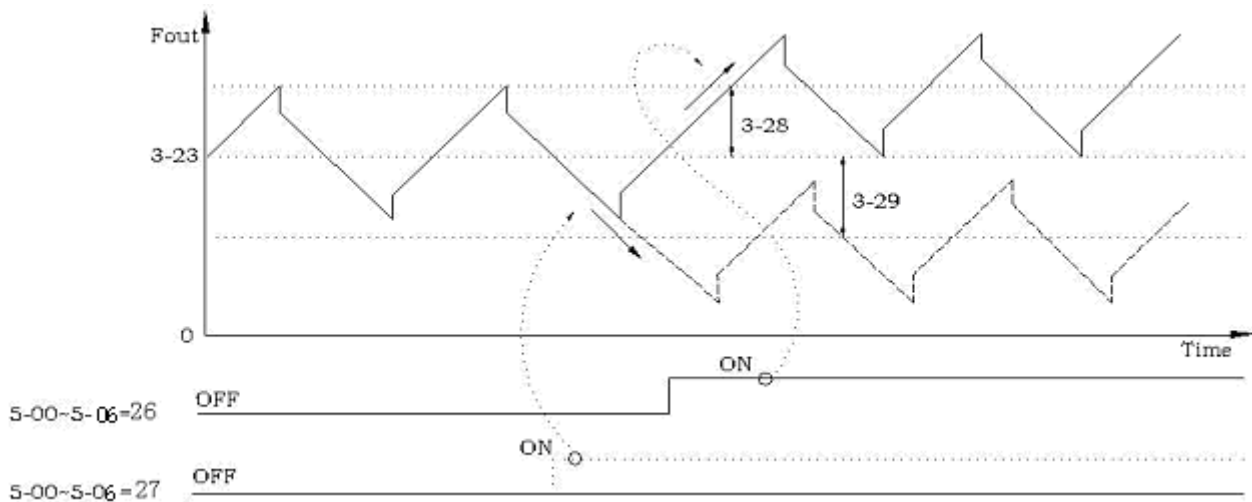 Fout
3-28
3-23
3-29
0
Time
ON
OFF
5-00~5-06=26
ON
OFF
5-00~5-06=27